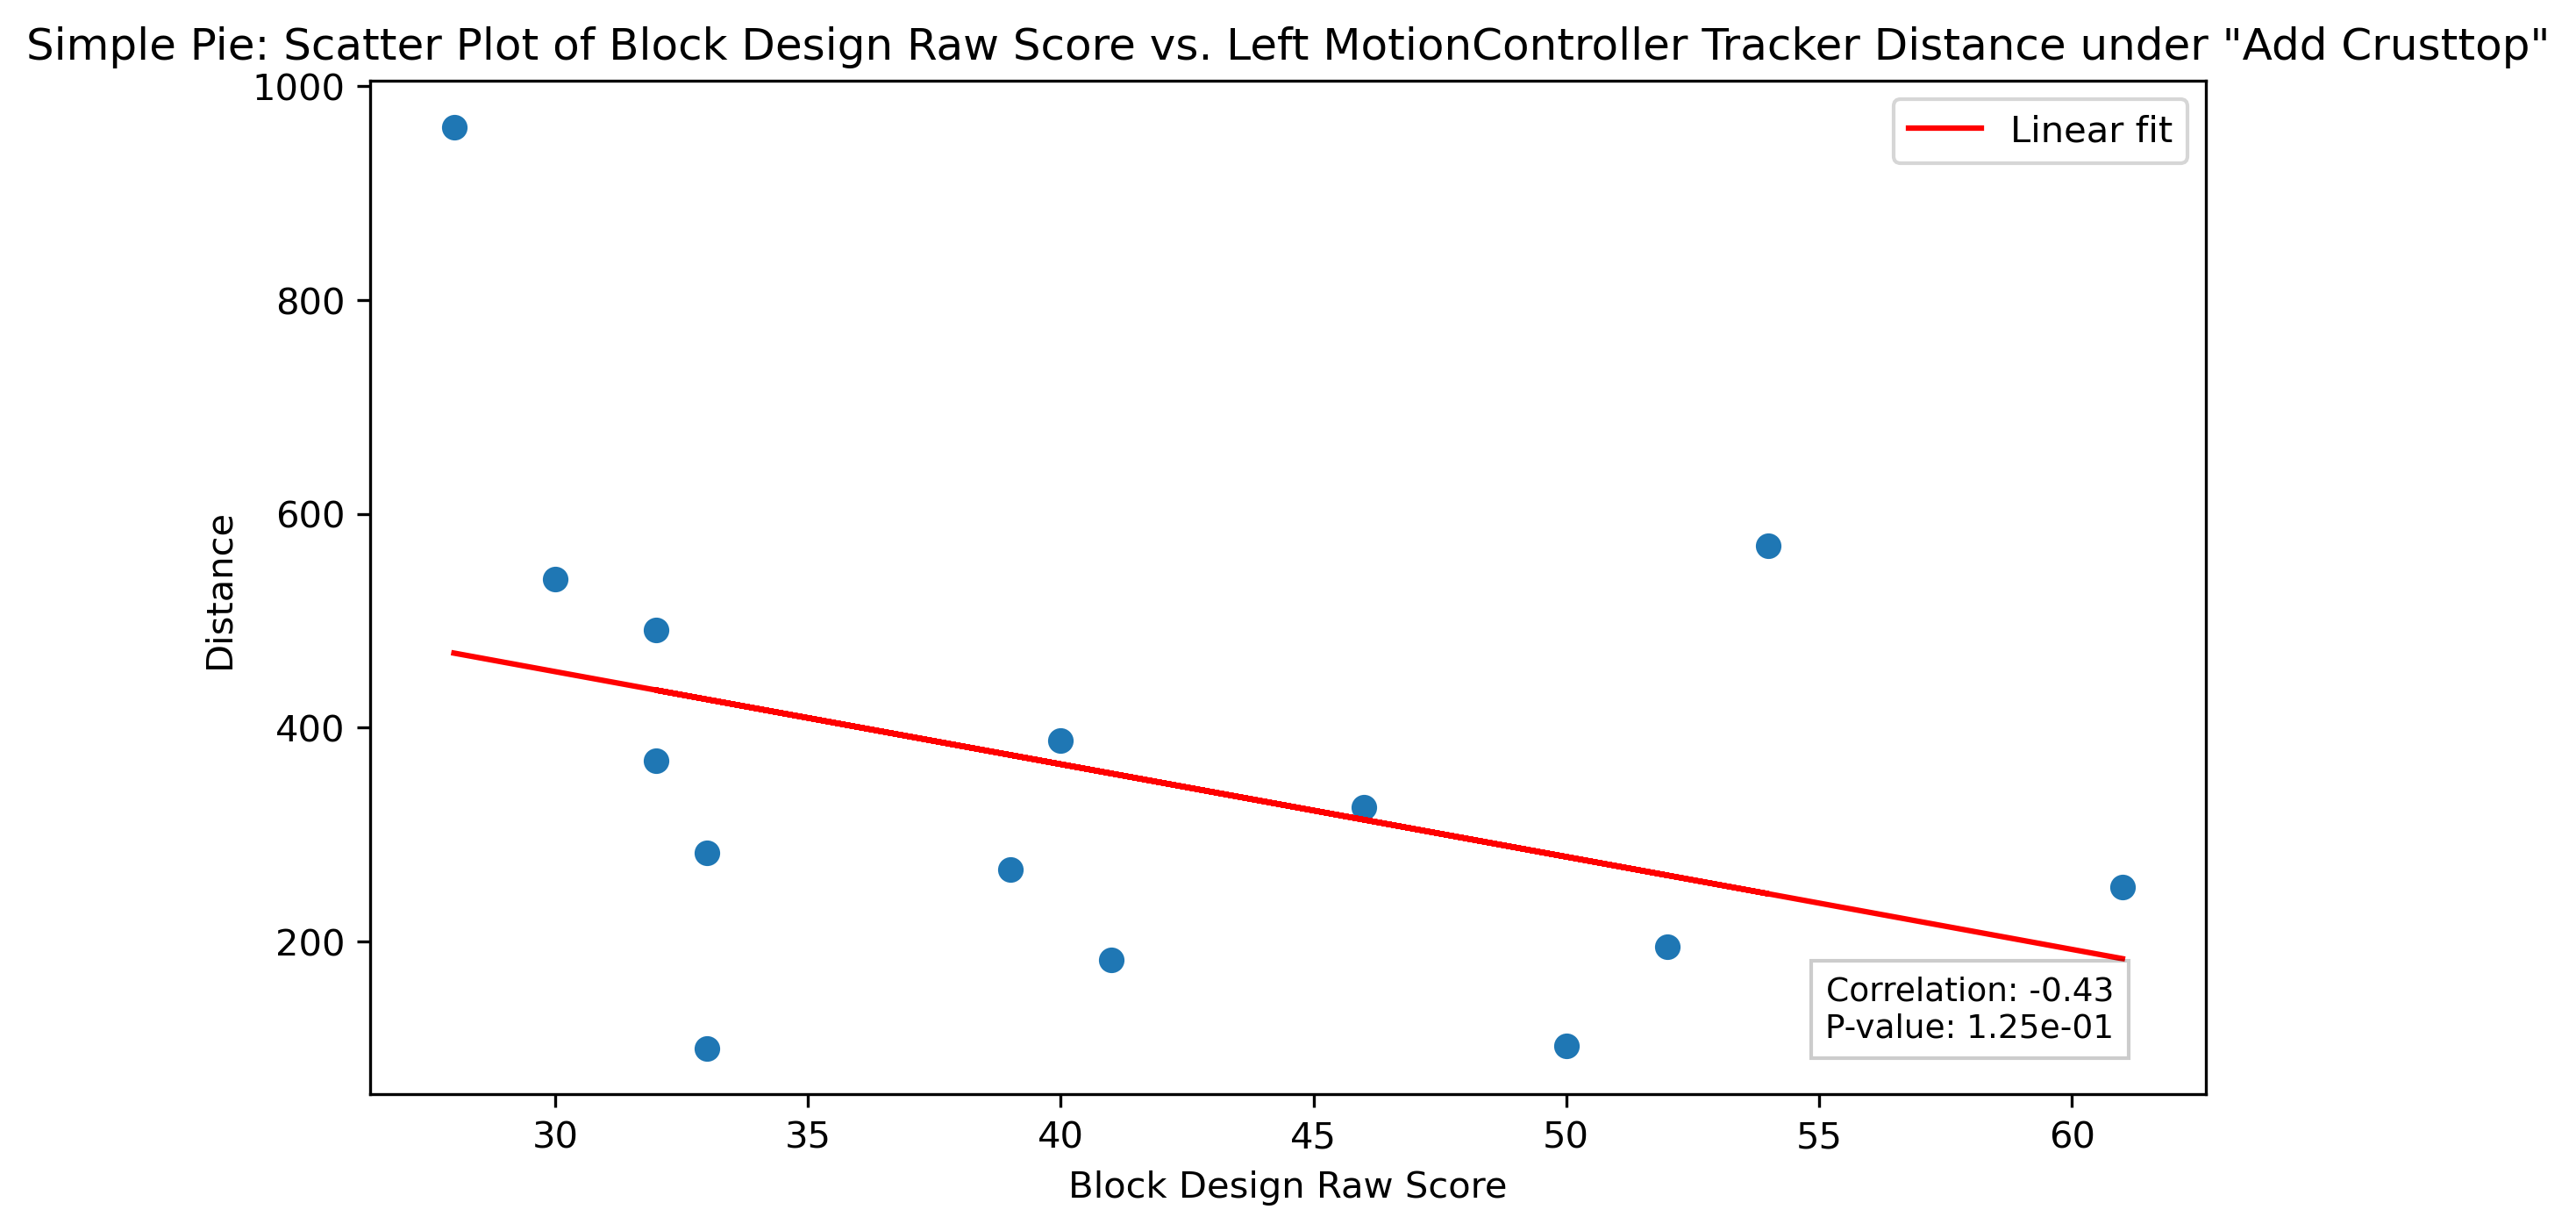 Simple Pie: Scatter Plot of Block Design Raw Score vs. Left MotionController Tracker Distance under "Add Crusttop"
1000
800
600
400
200
Distance
Linear fit
Correlation: -0.43
P-value: 1.25e-01
30 35 40 45 50 55 60
Block Design Raw Score